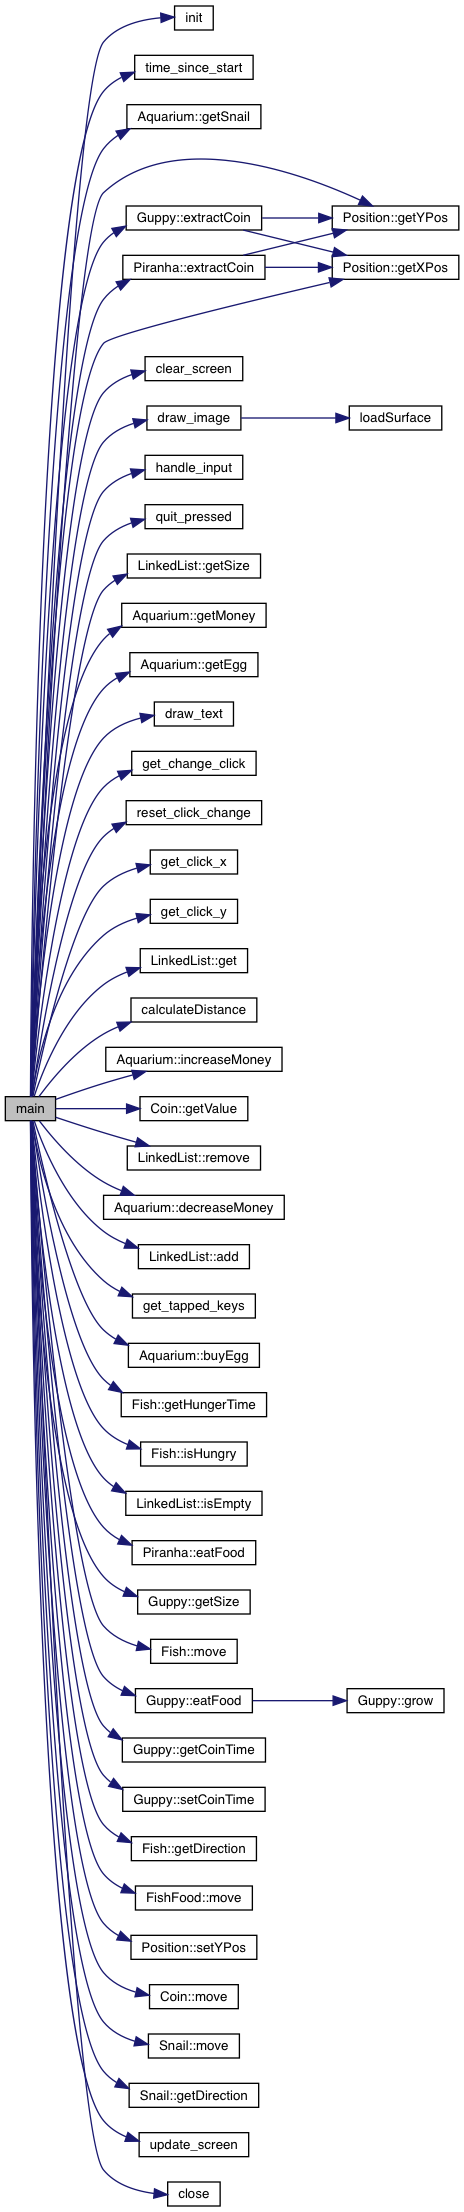 init
time_since_start
Aquarium::getSnail
Guppy::extractCoin
Position::getYPos
Piranha::extractCoin
Position::getXPos
clear_screen
draw_image
loadSurface
handle_input
quit_pressed
LinkedList::getSize
Aquarium::getMoney
Aquarium::getEgg
draw_text
get_change_click
reset_click_change
get_click_x
get_click_y
LinkedList::get
calculateDistance
Aquarium::increaseMoney
main
Coin::getValue
LinkedList::remove
Aquarium::decreaseMoney
LinkedList::add
get_tapped_keys
Aquarium::buyEgg
Fish::getHungerTime
Fish::isHungry
LinkedList::isEmpty
Piranha::eatFood
Guppy::getSize
Fish::move
Guppy::eatFood
Guppy::grow
Guppy::getCoinTime
Guppy::setCoinTime
Fish::getDirection
FishFood::move
Position::setYPos
Coin::move
Snail::move
Snail::getDirection
update_screen
close